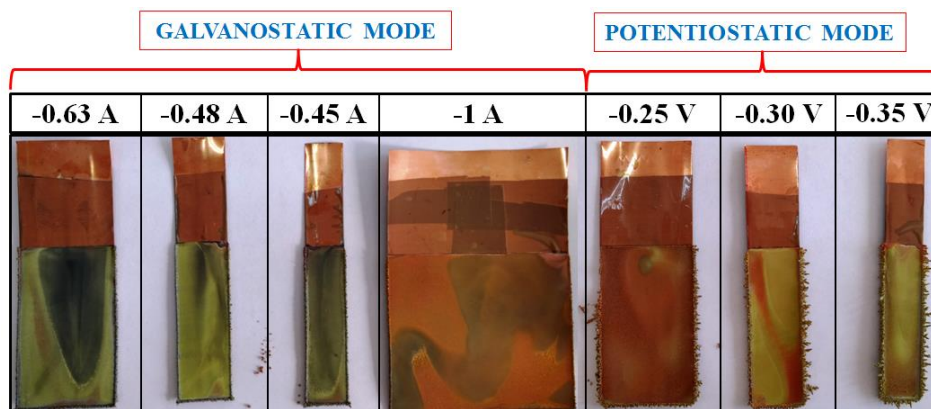 GALVANOSTATIC MODE
POTENTIOSTATIC MODE
-0.63 A
-0.48 A
-0.45 A
-1 A
-0.25 V
-0.30 V
-0.35 V